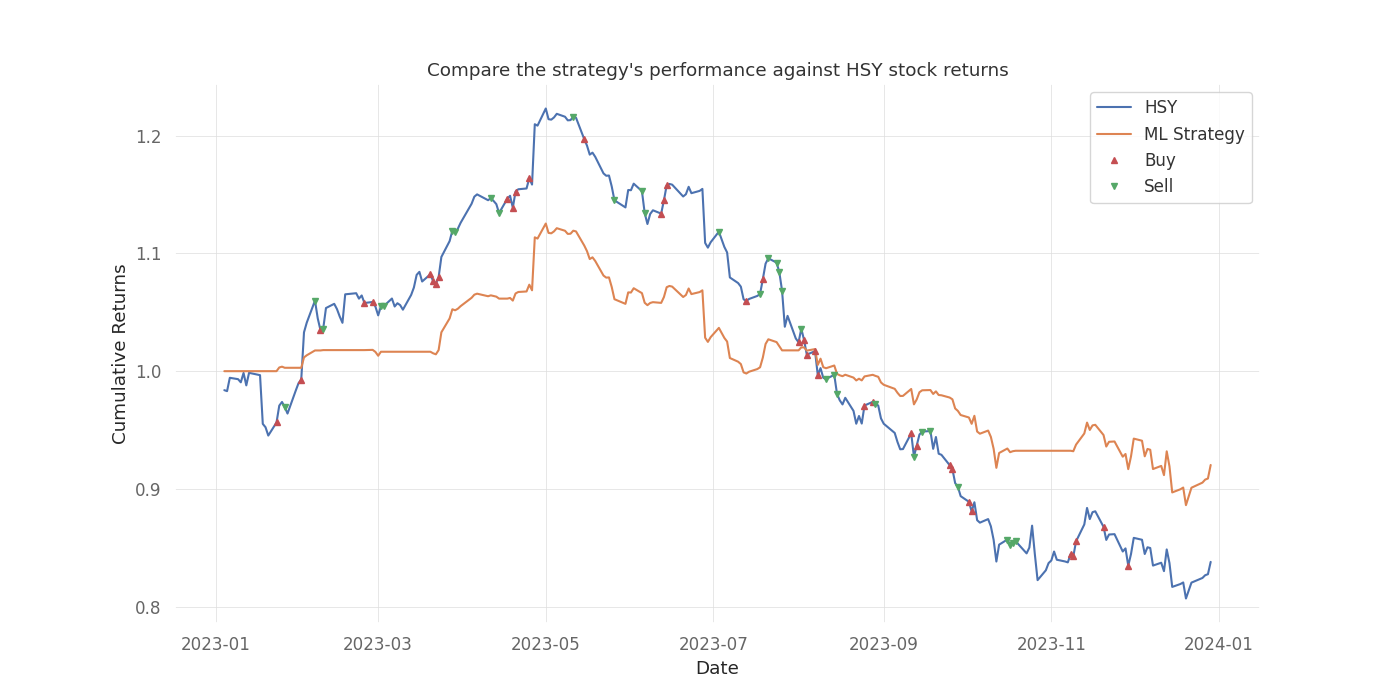 Compare the strategy's performance against HSY stock returns
HSY
ML Strategy
Buy
Sell
Cumulative Returns
1.2
1.1
1.0
0.9
0.8
2023-01
2023-03
2023-05
2023-07
2023-09
2023-11
2024-01
Date